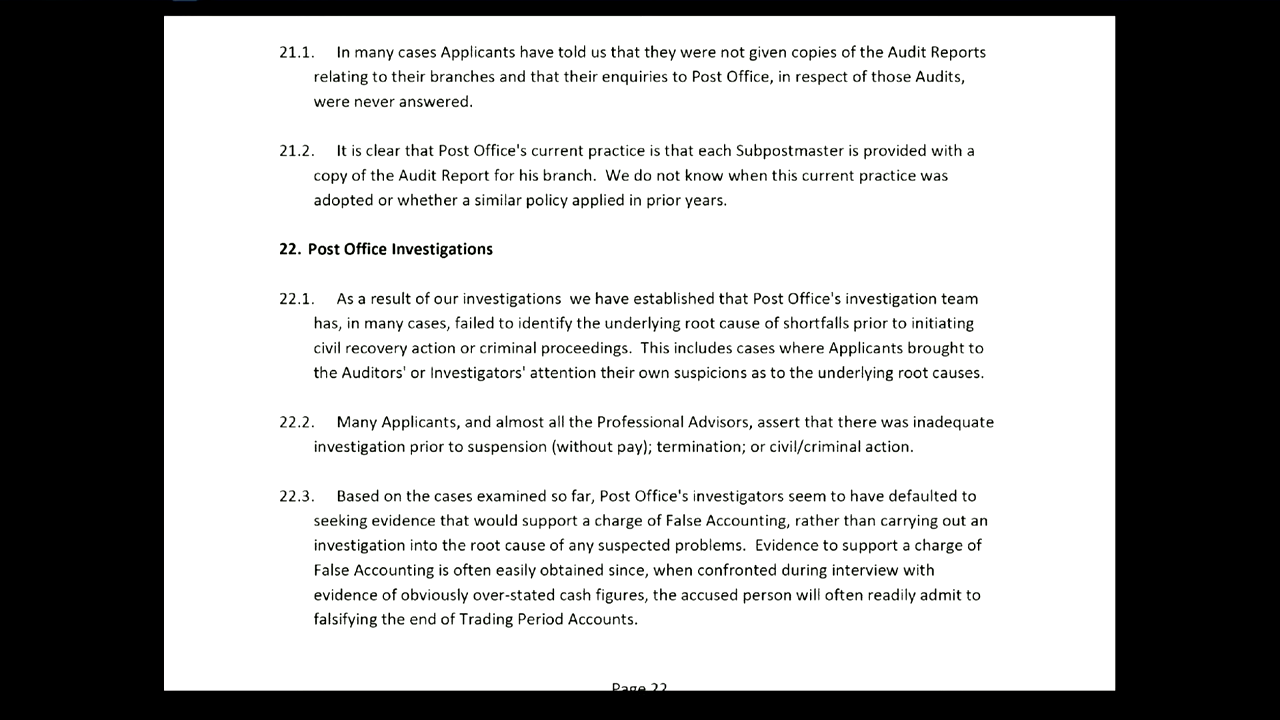 21.1. In many cases Applicants have told us that they were not given copies of the Audit Reports
relating to their branches and that their enquiries to Post Office, in respect of those Audits,
were never answered.
21.2. It is clear that Post Office's current practice is that each Subpostmaster is provided with a
copy of the Audit Report for his branch. We do not know when this current practice was
adopted or whether a similar policy applied in prior years.
22. Post Office Investigations
22.1. As a result of our investigations we have established that Post Office's investigation team
has, in many cases, failed to identify the underlying root cause of shortfalls prior to initiating
civil recovery action or criminal proceedings. This includes cases where Applicants brought to
the Auditors' or Investigators' attention their own suspicions as to the underlying root causes.
22.2. Many Applicants, and almost all the Professional Advisors, assert that there was inadequate
investigation prior to suspension (without pay); termination; or civil/criminal action.
22.3. Based on the cases examined so far, Post Office's investigators seem to have defaulted to
seeking evidence that would support a charge of False Accounting, rather than carrying out an
investigation into the root cause of any suspected problems. Evidence to support a charge of
False Accounting is often easily obtained since, when confronted during interview with
evidence of obviously over-stated cash figures, the accused person will often readily admit to
falsifying the end of Trading Period Accounts.
Page 22